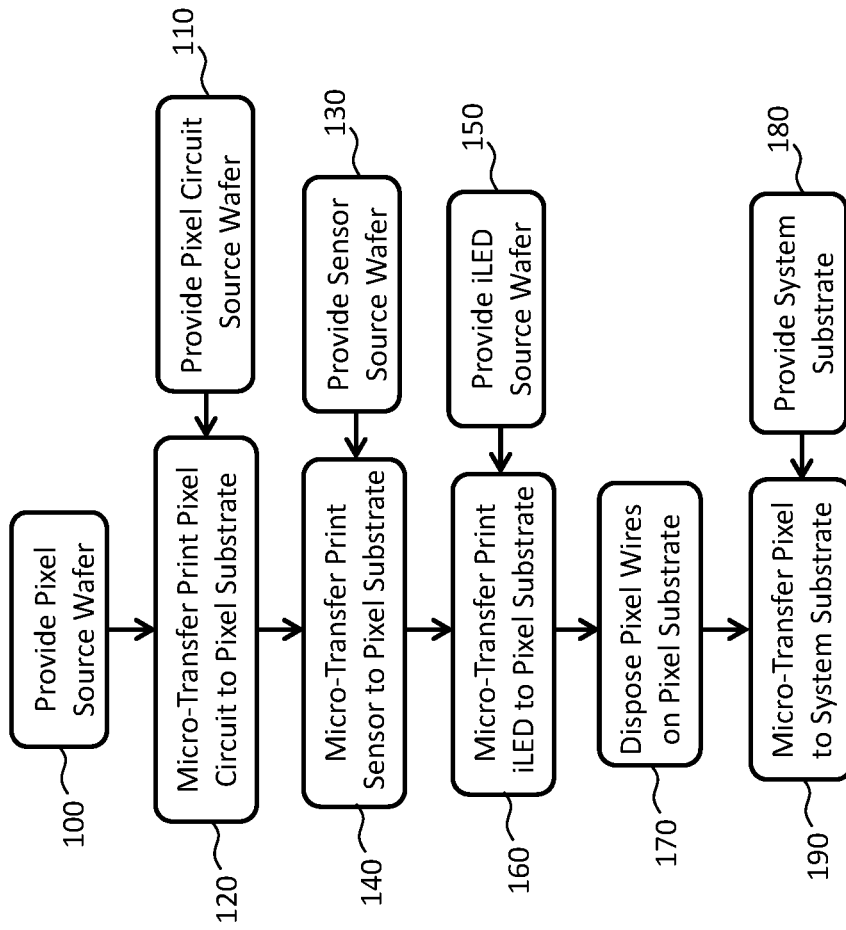 Provide Pixel
Source Wafer
100
Provide Pixel Circuit
Source Wafer
110
Micro-Transfer Print Pixel
Circuit to Pixel Substrate
120
Provide Sensor
Source Wafer
130
Micro-Transfer Print
Sensor to Pixel Substrate
140
Provide iLED
Source Wafer
150
Micro-Transfer Print
iLED to Pixel Substrate
160
Dispose Pixel Wires
on Pixel Substrate
170
Provide System
Substrate
180
Micro-Transfer Pixel
to System Substrate
190